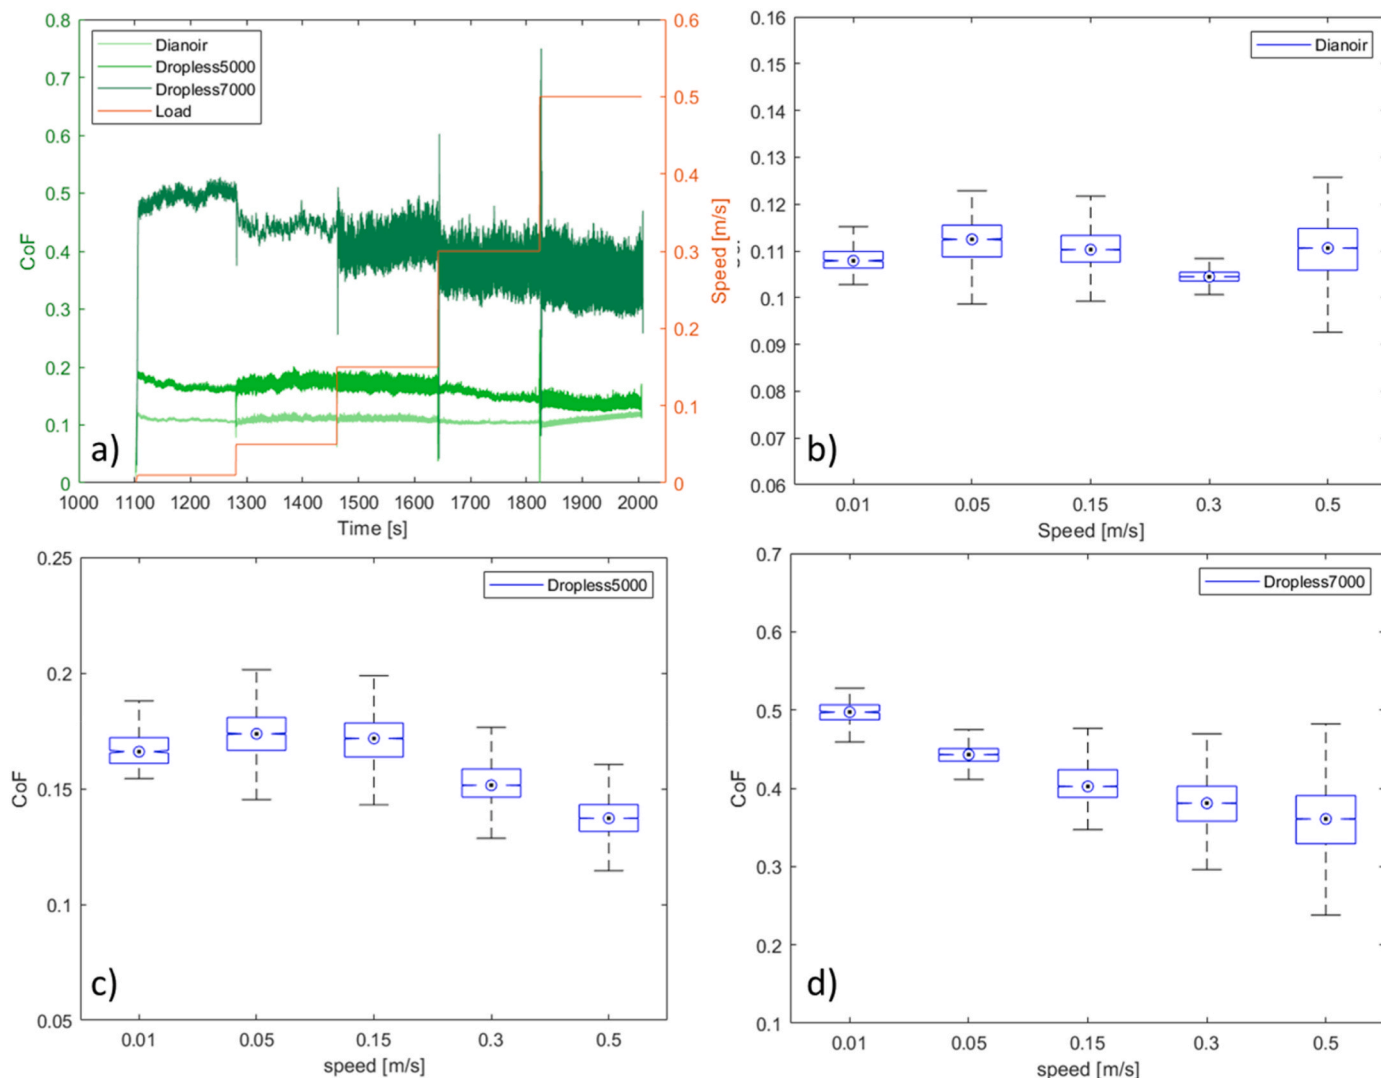 0.8
0.7
0.6
0.5
0.4
0.3
0.2
0.1
0
CoF
Dianoir
Dropless5000
Dropless7000
Load
a)
0.6
0.5
0.4
0.3
0.2
0.1
0
Speed [m/s]
1000 1100 1200 1300 1400 1500 1600 1700 1800 1900 2000
Time [s]
0.16
0.15
0.14
0.13
0.12
0.11
0.1
0.09
0.08
0.07
0.06
Dianoir
b)
0.01 0.05 0.15 0.3 0.5
Speed [m/s]
0.25
0.2
0.15
0.1
0.05
CoF
Dropless5000
c)
0.01 0.05 0.15 0.3 0.5
speed [m/s]
0.7
0.6
0.5
0.4
0.3
0.2
0.1
CoF
Dropless7000
d)
0.01 0.05 0.15 0.3 0.5
speed [m/s]